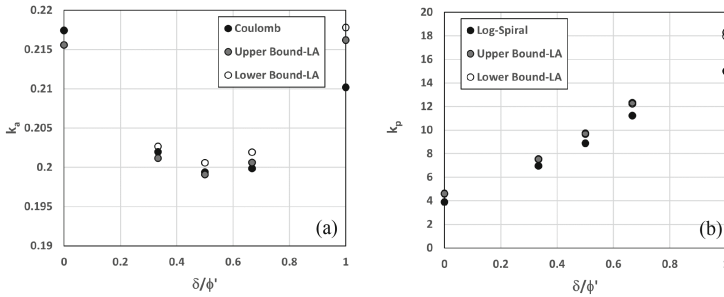 0.22
0.215
0.21
0.205
0.2
0.195
0.19
kₐ
0
0.2
0.4
0.6
0.8
1
δ/ϕ'
Coulomb
Upper Bound-LA
Lower Bound-LA
(a)
20
18
16
14
12
10
8
6
4
2
0
kₚ
0
0.2
0.4
0.6
0.8
δ/ϕ'
Log-Spiral
Upper Bound-LA
Lower Bound-LA
(b)